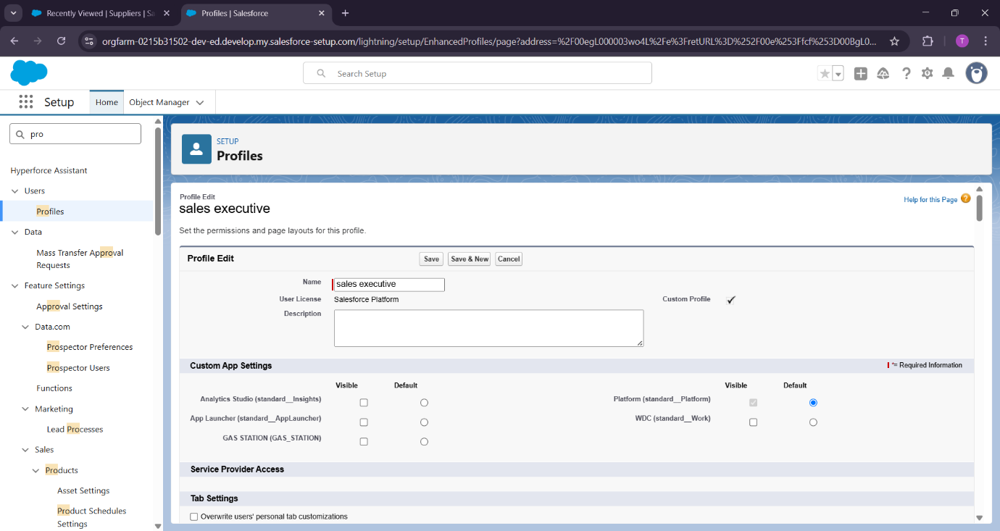 Recently Viewed | Suppliers | Sa
Profiles | Salesforce
orgfarm-0215b31502-dev-ed.develop.my.salesforce-setup.com/lightning/setup/EnhancedProfiles/page?address=%2F00egL000003wo4L%2Fe%3FretURL%3D%252F00e%253Ffcf%253D00BgL0...
T
Search Setup
Setup
Home
Object Manager
pro
Hyperforce Assistant
Users
Profiles
Data
Mass Transfer Approval
Requests
Feature Settings
Approval Settings
Data.com
Prospector Preferences
Prospector Users
Functions
Marketing
Lead Processes
Sales
Products
Asset Settings
Product Schedules
Settings
SETUP
Profiles
Profile Edit
sales executive
Help for this Page ?
Set the permissions and page layouts for this profile.
Profile Edit
Save
Save & New
Cancel
Name
sales executive
User License
Salesforce Platform
Custom Profile
Description
Custom App Settings
= Required Information
Visible Default
Visible Default
Analytics Studio (standard__Insights)
Platform (standard__Platform)
App Launcher (standard__AppLauncher)
WDC (standard__Work)
GAS STATION (GAS_STATION)
Service Provider Access
Tab Settings
Overwrite users' personal tab customizations